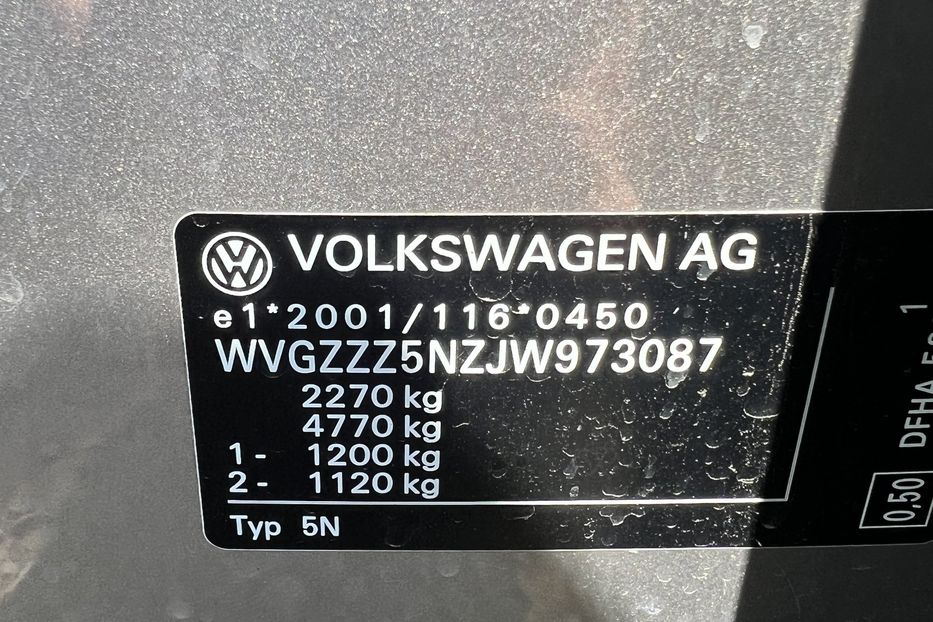 VOLKSWAGEN AG
e1*2001/116*0450
WVGZZZ5NZJW973087
2270 kg
4770 kg
1- 1200 kg
2- 1120 kg
Typ 5N
0,50
DFHA